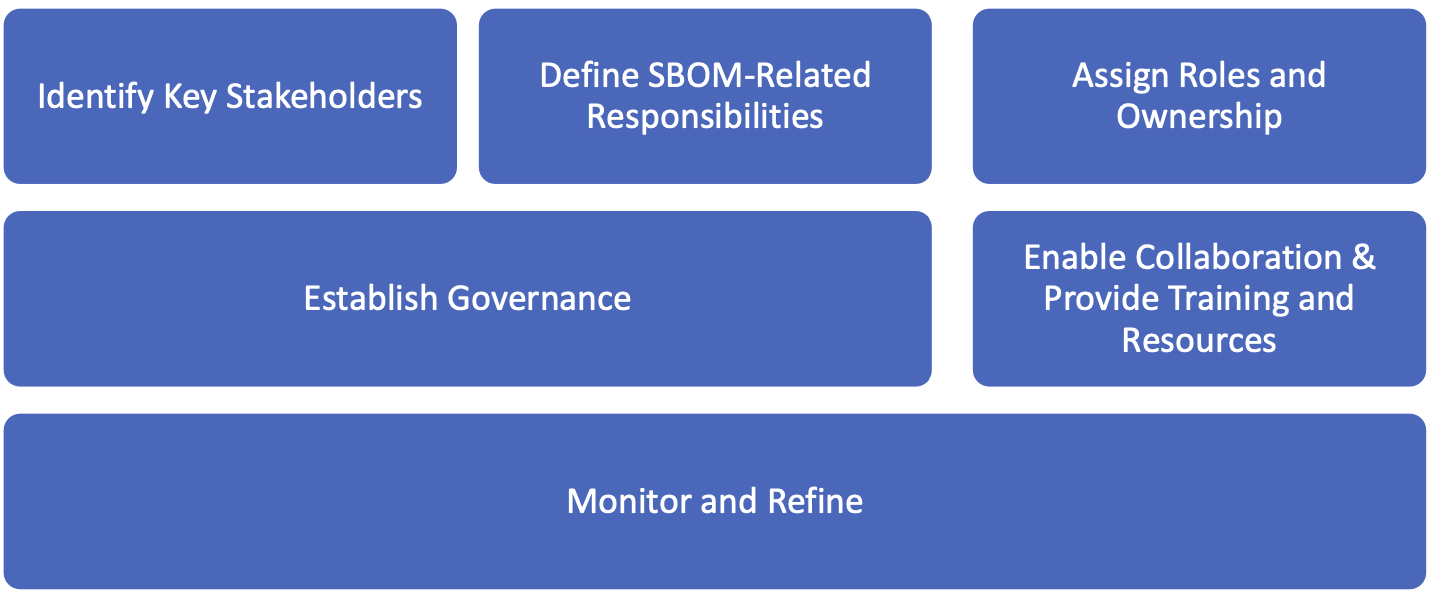 Identify Key Stakeholders
Define SBOM-Related
Responsibilities
Assign Roles and
Ownership
Establish Governance
Enable Collaboration &
Provide Training and
Resources
Monitor and Refine